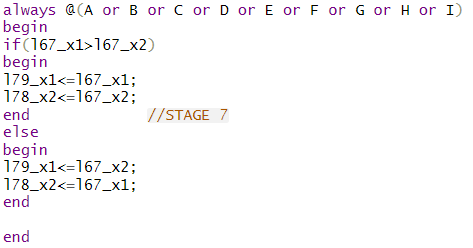 always @(A or B or C or D or E or F or G or H or I)
begin
if(l67_x1>l67_x2)
begin
l79_x1<=l67_x1;
l78_x2<=l67_x2;
end //STAGE 7
else
begin
l79_x1<=l67_x2;
l78_x2<=l67_x1;
end
end